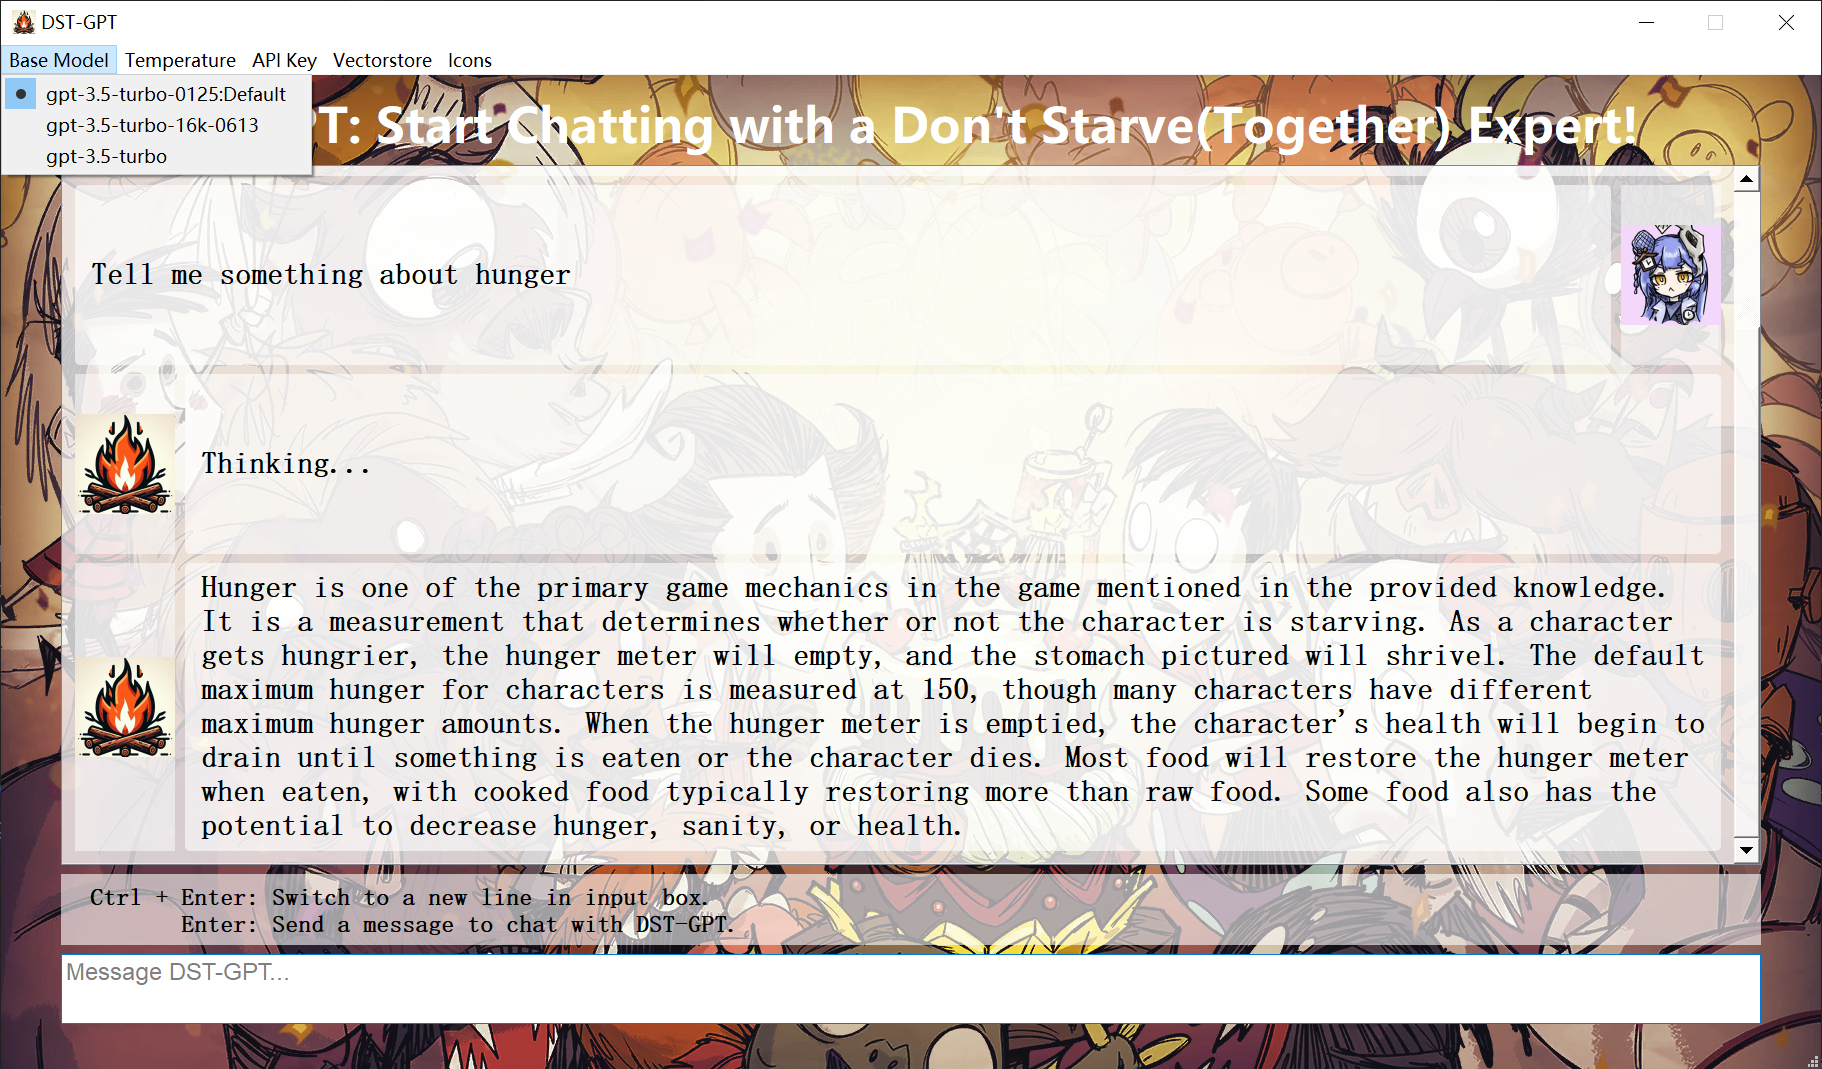 DST-GPT
Base Model Temperature API Key Vectorstore Icons
gpt-3.5-turbo-0125:Default
gpt-3.5-turbo-16k-0613
gpt-3.5-turbo
T: Start Chatting with a Don't Starve(Together) Expert!
Tell me something about hunger
Thinking...
Hunger is one of the primary game mechanics in the game mentioned in the provided knowledge.
It is a measurement that determines whether or not the character is starving. As a character
gets hungrier, the hunger meter will empty, and the stomach pictured will shrivel. The default
maximum hunger for characters is measured at 150, though many characters have different
maximum hunger amounts. When the hunger meter is emptied, the character's health will begin to
drain until something is eaten or the character dies. Most food will restore the hunger meter
when eaten, with cooked food typically restoring more than raw food. Some food also has the
potential to decrease hunger, sanity, or health.
Ctrl + Enter: Switch to a new line in input box.
Enter: Send a message to chat with DST-GPT.
Message DST-GPT...